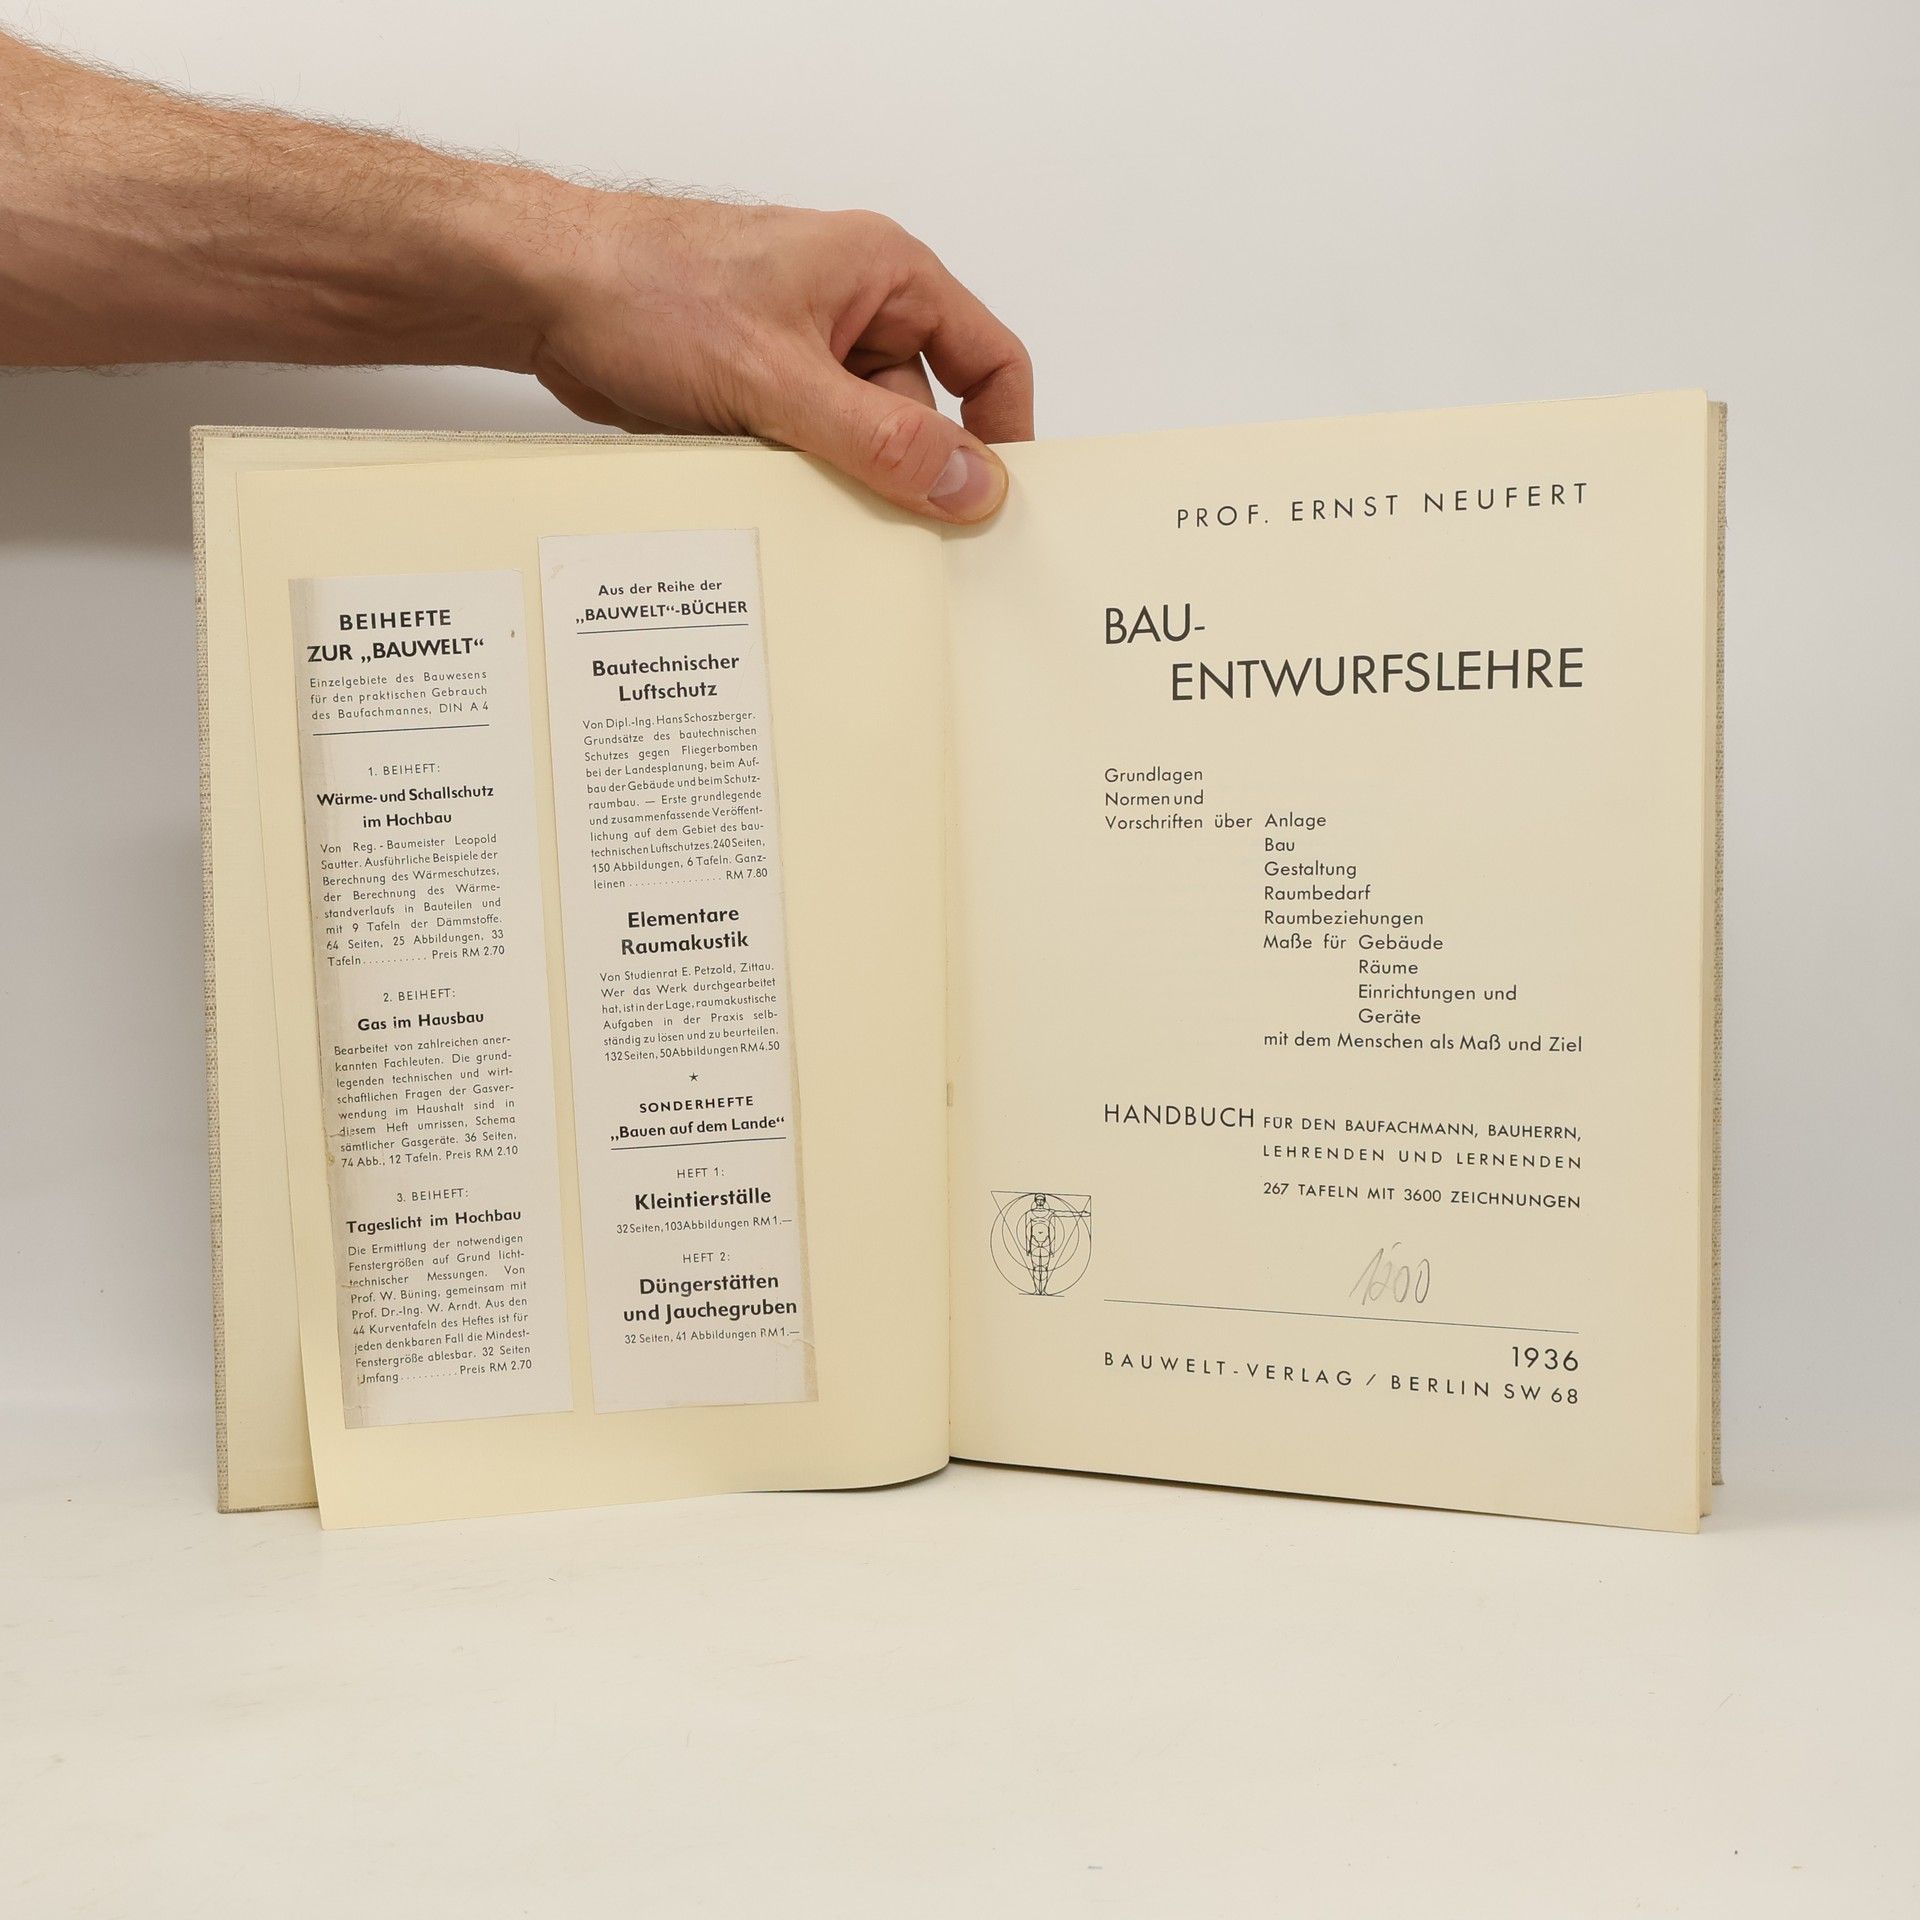 BEIHEFTE
ZUR „BAUWELT“
Einzelgebiete des Bauwesens
für den praktischen Gebrauch
des Baufachmannes, DIN A 4
1. BEIHEFT:
Wärme- und Schallschutz
im Hochbau
Von Reg.-Baumeister Leopold
Sautter. Ausführliche Beispiele der
Berechnung des Wärmeschutzes,
der Berechnung des Wärme-
standverlaufs in Bauteilen und
mit 9 Tafeln der Dämmstoffe.
64 Seiten, 25 Abbildungen, 33
Tafeln........... Preis RM 2.70
2. BEIHEFT:
Gas im Hausbau
Bearbeitet von zahlreichen aner-
kannten Fachleuten. Die grund-
legenden technischen und wirt-
schaftlichen Fragen der Gasver-
wendung im Haushalt sind in
diesem Heft umrissen, Schema
sämtlicher Gasgeräte. 36 Seiten,
74 Abb., 12 Tafeln. Preis RM 2.10
3. BEIHEFT:
Tageslicht im Hochbau
Die Ermittlung der notwendigen
Fenstergrößen auf Grund licht-
technischer Messungen. Von
Prof. W. Büning, gemeinsam mit
Prof. Dr.-Ing. W. Arndt. Aus den
44 Kurventafeln des Heftes ist für
jeden denkbaren Fall die Mindest-
Fenstergröße ablesbar. 32 Seiten
Umfang..........Preis RM 2.70
Aus der Reihe der
„BAUWELT“-BÜCHER
Bautechnischer
Luftschutz
Von Dipl.-Ing. Hans Schoszberger.
Grundsätze des bautechnischen
Schutzes gegen Fliegerbomben
bei der Landesplanung, beim Auf-
bau der Gebäude und beim Schutz-
raumbau. — Erste grundlegende
und zusammenfassende Veröffent-
lichung auf dem Gebiet des bau-
technischen Luftschutzes. 240 Seiten,
150 Abbildungen, 6 Tafeln. Ganz-
leinen ............... RM 7.80
Elementare
Raumakustik
Von Studienrat E. Petzold, Zittau.
Wer das Werk durchgearbeitet
hat, ist in der Lage, raumakustische
Aufgaben in der Praxis selb-
ständig zu lösen und zu beurteilen.
132 Seiten, 50 Abbildungen RM 4.50
★
SONDERHEFTE
„Bauen auf dem Lande“
HEFT 1:
Kleintierställe
32 Seiten, 103 Abbildungen RM 1.—
HEFT 2:
Düngerstätten
und Jauchegruben
32 Seiten, 41 Abbildungen RM 1.—
PROF. ERNST NEUFERT
BAU-
ENTWURFSLEHRE
Grundlagen
Normen und
Vorschriften über Anlage
Bau
Gestaltung
Raumbedarf
Raumbeziehungen
Maße für Gebäude
Räume
Einrichtungen und
Geräte
mit dem Menschen als Maß und Ziel
HANDBUCH FÜR DEN BAUFACHMANN, BAUHERRN,
LEHRENDEN UND LERNENDEN
267 TAFELN MIT 3600 ZEICHNUNGEN
1936
BAUWELT-VERLAG / BERLIN SW 68